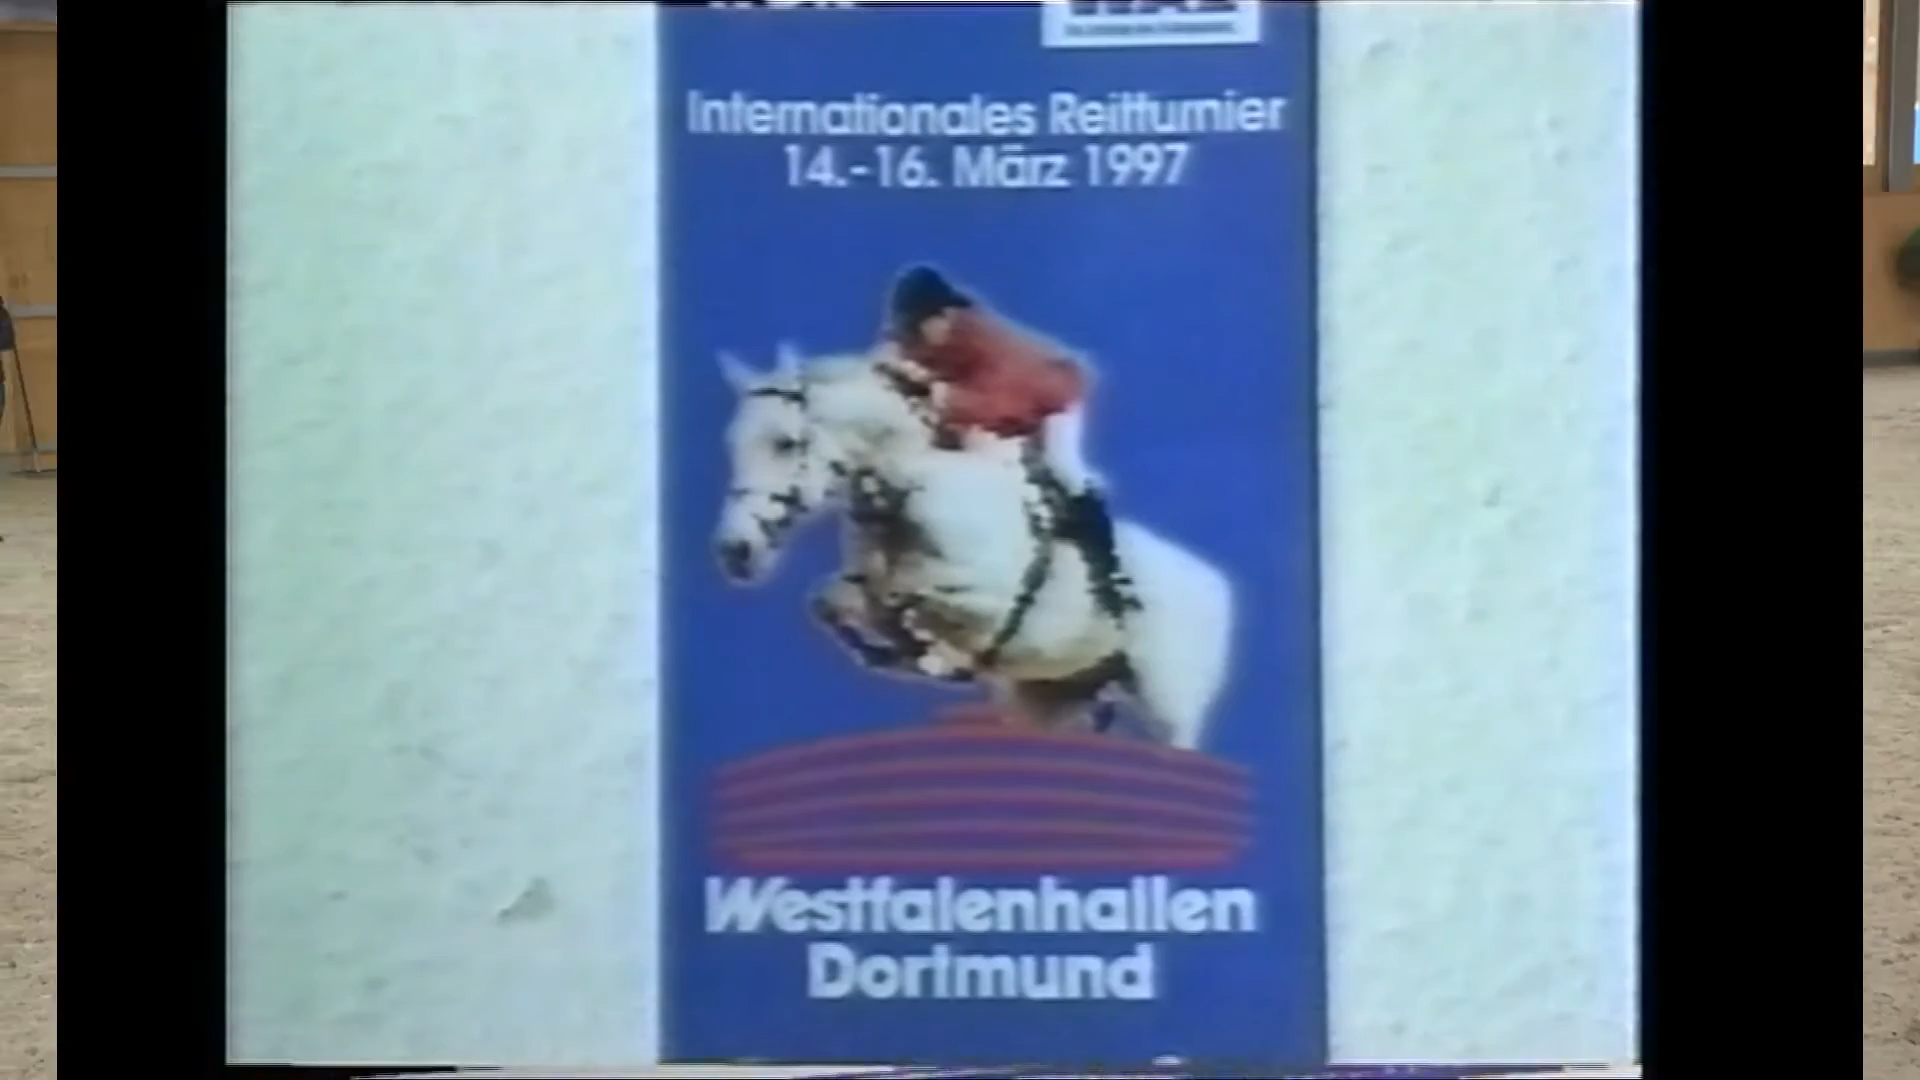 Internationales Reitturnier
14.-16. März 1997
Westfalenhallen
Dortmund